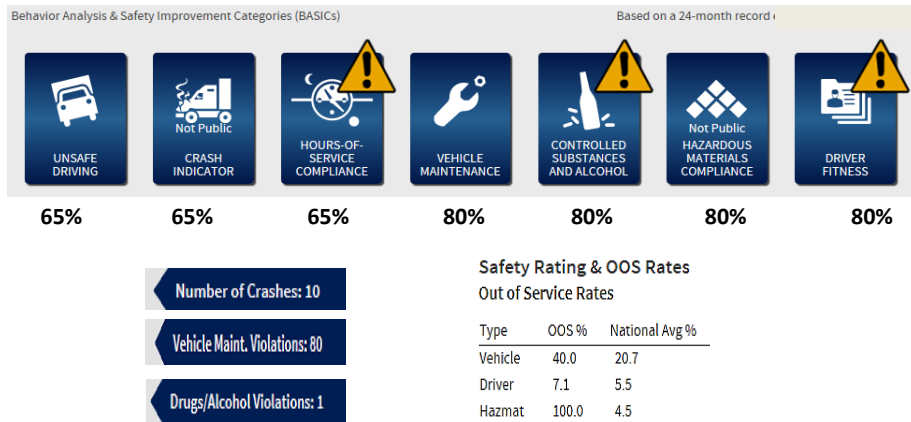 Behavior Analysis & Safety Improvement Categories (BASICs)
Based on a 24-month record
UNSAFE
DRIVING
Not Public
CRASH
INDICATOR
HOURS-OF-
SERVICE
COMPLIANCE
VEHICLE
MAINTENANCE
CONTROLLED
SUBSTANCES
AND ALCOHOL
Not Public
HAZARDOUS
MATERIALS
COMPLIANCE
DRIVER
FITNESS
65% 65% 65% 80% 80% 80% 80%
Number of Crashes: 10
Vehicle Maint. Violations: 80
Drugs/Alcohol Violations: 1
Safety Rating & OOS Rates
Out of Service Rates
Type OOS % National Avg %
Vehicle 40.0 20.7
Driver 7.1 5.5
Hazmat 100.0 4.5